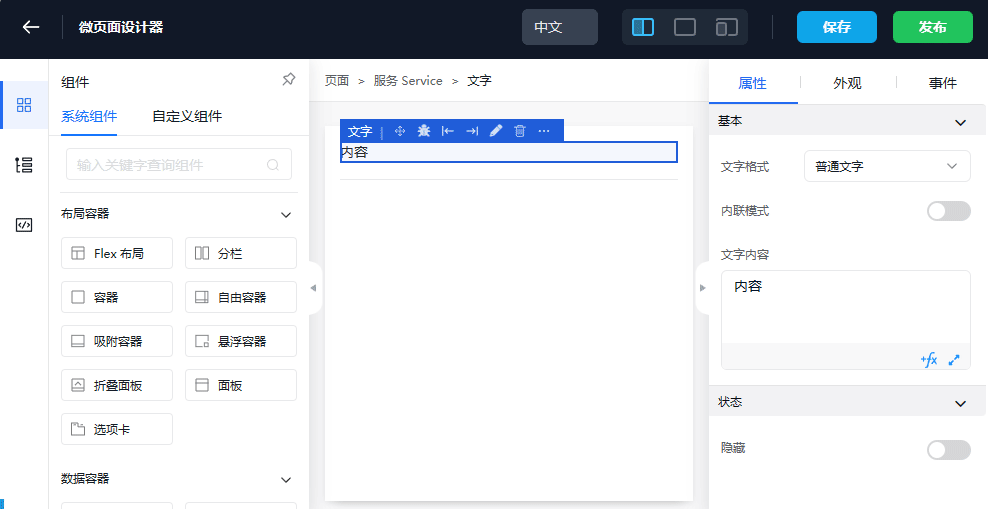 微页面设计器
中文
保存
发布
组件
系统组件
自定义组件
输入关键字查询组件
布局容器
Flex 布局
分栏
容器
自由容器
吸附容器
悬浮容器
折叠面板
面板
选项卡
数据容器
页面 > 服务 Service > 文字
文字
内容
属性
外观
事件
基本
文字格式
普通文字
内联模式
文字内容
内容
+fx
状态
隐藏